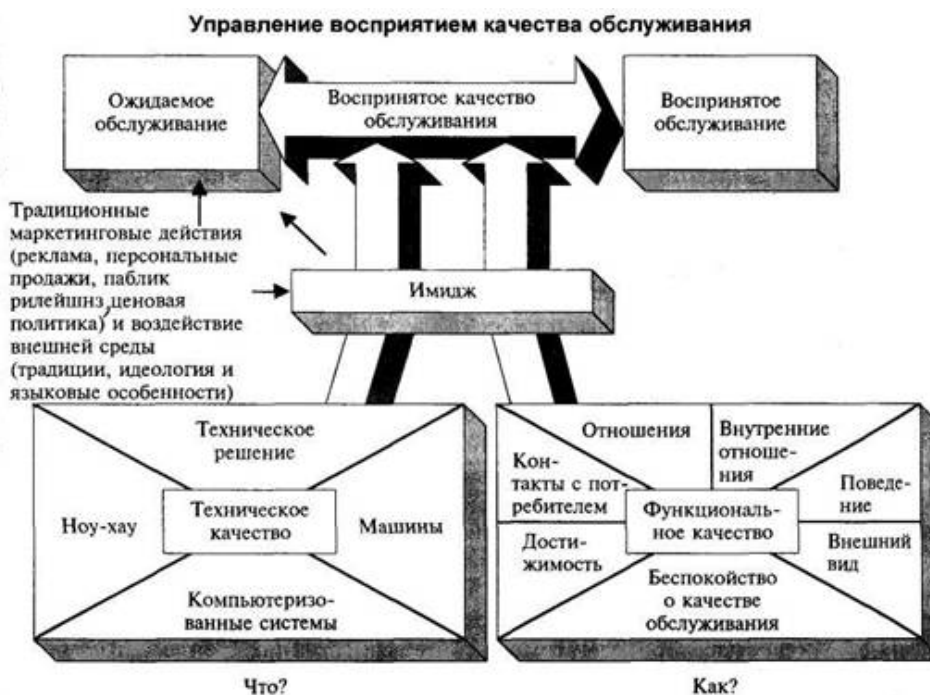 Управление восприятием качества обслуживания
Ожидаемое
обслуживание
Воспринятое качество
обслуживания
Воспринятое
обслуживание
Традиционные
маркетинговые действия
(реклама, персональные
продажи, паблик
рилейшнз, ценовая
политика) и воздействие
внешней среды
(традиции, идеология и
языковые особенности)
Имидж
Техническое
решение
Ноу-хау
Техническое
качество
Машины
Компьютеризо-
ванные системы
Что?
Отношения
Внутренние
отноше-
ния
Кон-
такты с пот-
ребителем
Поведе-
ние
Функциональ-
ное качество
Дости-
жимость
Внешний
вид
Беспокойство
о качестве
обслуживания
Как?